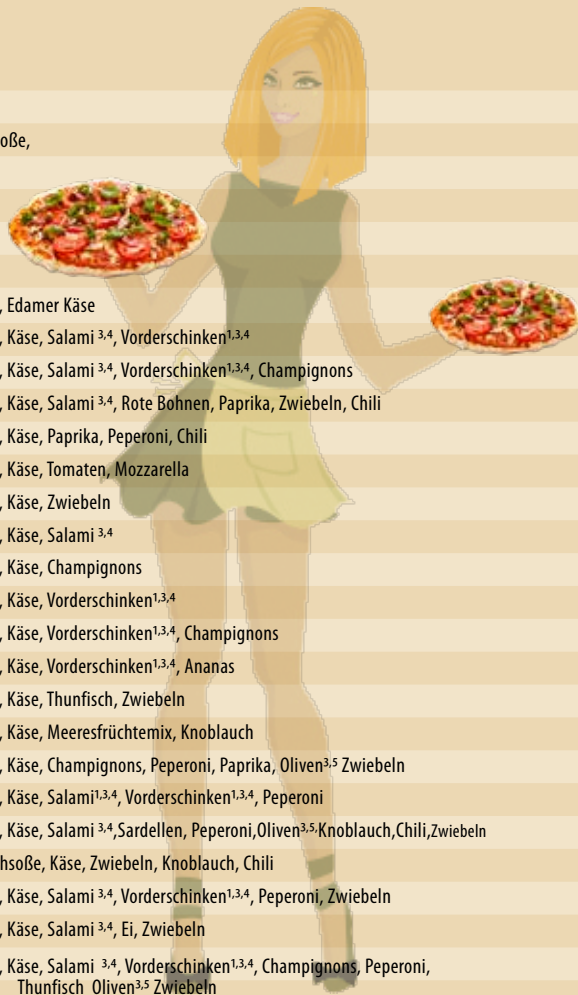 oße,
, Edamer Käse
, Käse, Salami ³,⁴, Vorderschinken¹,³,⁴
, Käse, Salami ³,⁴, Vorderschinken¹,³,⁴, Champignons
, Käse, Salami ³,⁴, Rote Bohnen, Paprika, Zwiebeln, Chili
, Käse, Paprika, Peperoni, Chili
, Käse, Tomaten, Mozzarella
, Käse, Zwiebeln
, Käse, Salami ³,⁴
, Käse, Champignons
, Käse, Vorderschinken¹,³,⁴
, Käse, Vorderschinken¹,³,⁴, Champignons
, Käse, Vorderschinken¹,³,⁴, Ananas
, Käse, Thunfisch, Zwiebeln
, Käse, Meeresfrüchtemix, Knoblauch
, Käse, Champignons, Peperoni, Paprika, Oliven³,⁵ Zwiebeln
, Käse, Salami¹,³,⁴, Vorderschinken¹,³,⁴, Peperoni
, Käse, Salami ³,⁴,Sardellen, Peperoni,Oliven³,⁵,Knoblauch,Chili,Zwiebeln
hsoße, Käse, Zwiebeln, Knoblauch, Chili
, Käse, Salami ³,⁴, Vorderschinken¹,³,⁴, Peperoni, Zwiebeln
, Käse, Salami ³,⁴, Ei, Zwiebeln
, Käse, Salami ³,⁴, Vorderschinken¹,³,⁴, Champignons, Peperoni,
Thunfisch Oliven³,⁵ Zwiebeln